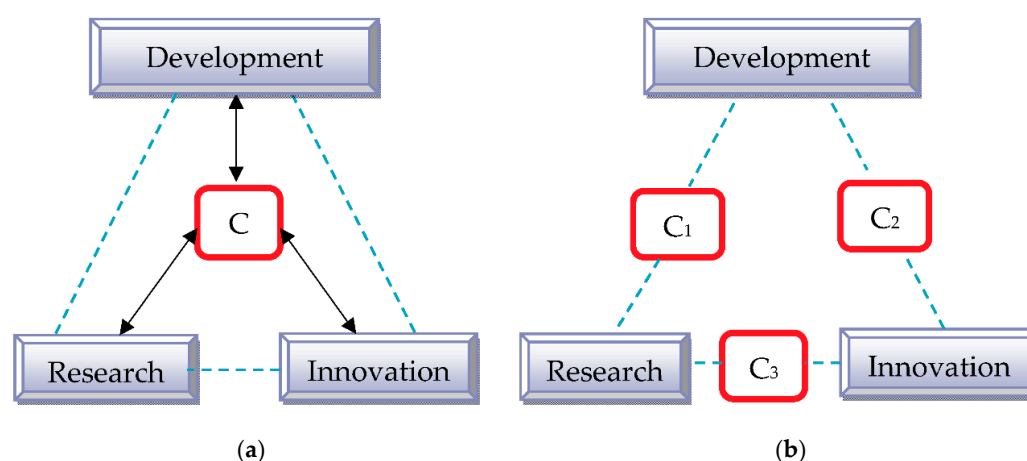 Development
C
Research
Innovation
(a)
Development
C₁
C₂
Research
C₃
Innovation
(b)